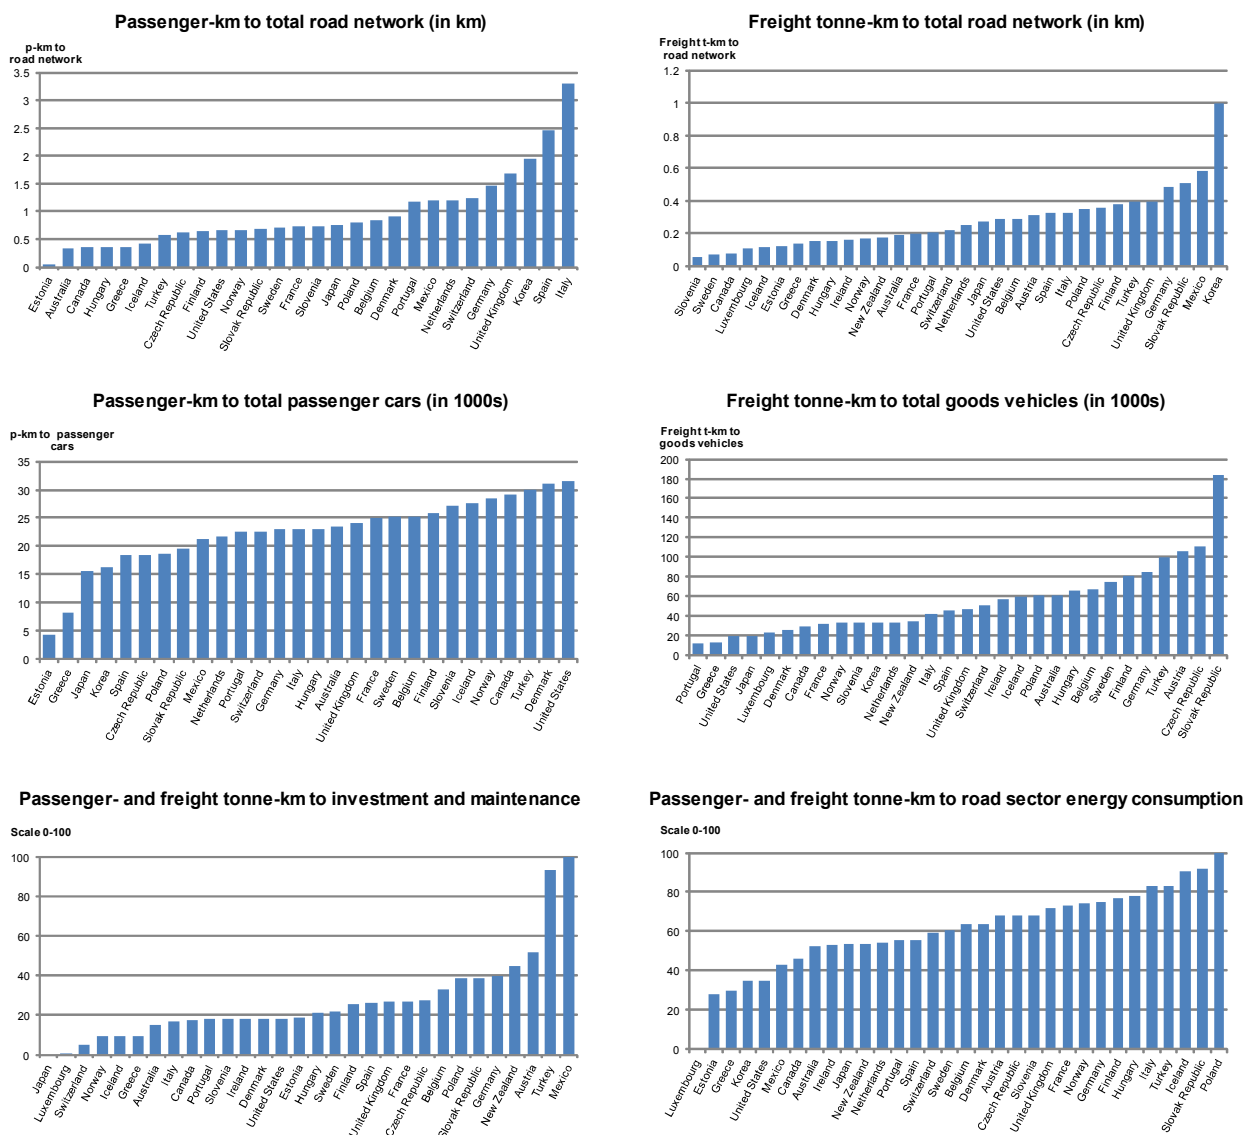 Passenger-km to total road network (in km)
p-km to
road network
3.5
3
2.5
2
1.5
1
0.5
0
Estonia
Australia
Canada
Hungary
Greece
Iceland
Turkey
Czech Republic
Finland
United States
Norway
Slovak Republic
Sweden
France
Slovenia
Japan
Poland
Belgium
Denmark
Portugal
Mexico
Netherlands
Switzerland
Germany
United Kingdom
Korea
Spain
Italy
Freight tonne-km to total road network (in km)
Freight t-km to
road network
1.2
1
0.8
0.6
0.4
0.2
0
Slovenia
Sweden
Canada
Luxembourg
Iceland
Estonia
Greece
Denmark
Hungary
Ireland
Norway
New Zealand
Australia
France
Portugal
Switzerland
Netherlands
Japan
United States
Belgium
Austria
Spain
Italy
Poland
Czech Republic
Finland
Turkey
United Kingdom
Germany
Slovak Republic
Mexico
Korea
Passenger-km to total passenger cars (in 1000s)
p-km to passenger
cars
35
30
25
20
15
10
5
0
Estonia
Greece
Japan
Korea
Spain
Czech Republic
Poland
Slovak Republic
Mexico
Netherlands
Portugal
Switzerland
Germany
Italy
Hungary
Australia
United Kingdom
France
Sweden
Belgium
Finland
Slovenia
Iceland
Norway
Canada
Turkey
Denmark
United States
Freight tonne-km to total goods vehicles (in 1000s)
Freight t-km to
goods vehicles
200
180
160
140
120
100
80
60
40
20
0
Portugal
Greece
United States
Japan
Luxembourg
Denmark
Canada
France
Norway
Slovenia
Korea
Netherlands
New Zealand
Italy
Spain
United Kingdom
Switzerland
Ireland
Iceland
Poland
Australia
Hungary
Belgium
Sweden
Finland
Germany
Turkey
Austria
Czech Republic
Slovak Republic
Passenger- and freight tonne-km to investment and maintenance
Scale 0-100
100
80
60
40
20
0
Japan
Luxembourg
Switzerland
Norway
Iceland
Greece
Australia
Italy
Canada
Portugal
Slovenia
Ireland
Denmark
United States
Estonia
Hungary
Sweden
Finland
Spain
United Kingdom
France
Czech Republic
Belgium
Poland
Slovak Republic
Germany
New Zealand
Austria
Turkey
Mexico
Passenger- and freight tonne-km to road sector energy consumption
Scale 0-100
100
80
60
40
20
0
Luxembourg
Estonia
Greece
Korea
United States
Mexico
Canada
Australia
Ireland
Japan
New Zealand
Netherlands
Portugal
Spain
Switzerland
Sweden
Belgium
Denmark
Austria
Czech Republic
Slovenia
United Kingdom
France
Norway
Germany
Finland
Hungary
Italy
Turkey
Iceland
Slovak Republic
Poland